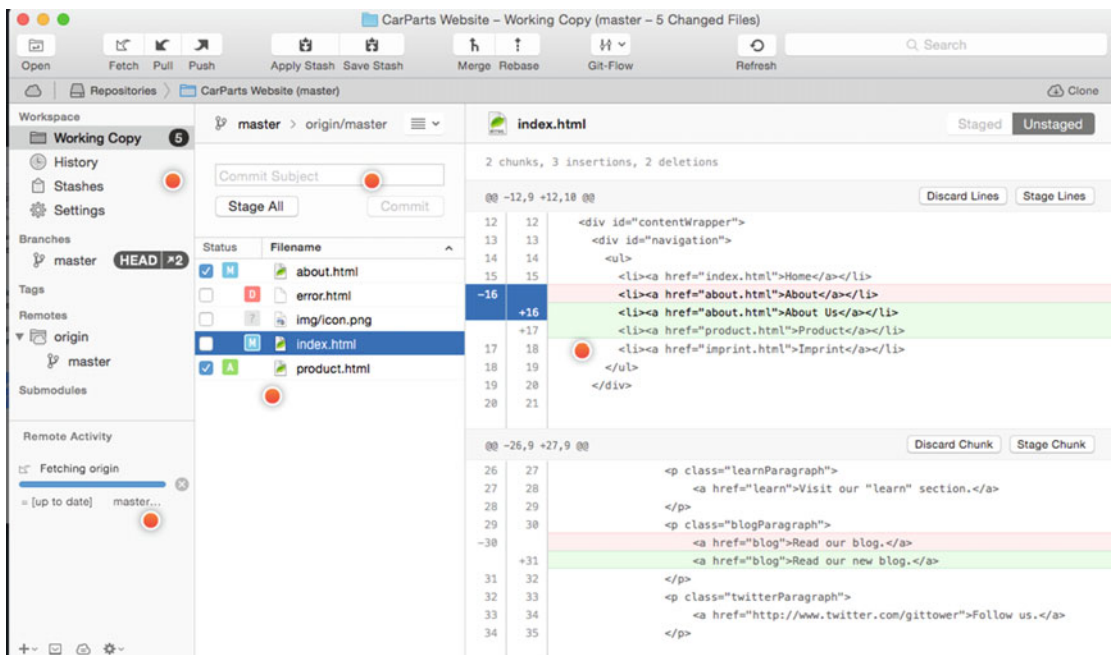 CarParts Website – Working Copy (master – 5 Changed Files)
Open Fetch Pull Push Apply Stash Save Stash Merge Rebase Git-Flow Refresh Search
Repositories CarParts Website (master) Clone
Workspace
Working Copy 5
History
Stashes
Settings
Branches
master HEAD ↗2
Tags
Remotes
origin
master
Submodules
Remote Activity
Fetching origin
= [up to date] master...
master > origin/master
Commit Subject
Stage All Commit
Status Filename
M about.html
D error.html
? img/icon.png
M index.html
A product.html
index.html Staged Unstaged
2 chunks, 3 insertions, 2 deletions
@@ -12,9 +12,10 @@ Discard Lines Stage Lines
12 12 <div id="contentWrapper">
13 13 <div id="navigation">
14 14 <ul>
15 15 <li><a href="index.html">Home</a></li>
-16 <li><a href="about.html">About</a></li>
+16 <li><a href="about.html">About Us</a></li>
+17 <li><a href="product.html">Product</a></li>
17 18 <li><a href="imprint.html">Imprint</a></li>
18 19 </ul>
19 20 </div>
20 21
@@ -26,9 +27,9 @@ Discard Chunk Stage Chunk
26 27 <p class="learnParagraph">
27 28 <a href="learn">Visit our "learn" section.</a>
28 29 </p>
29 30 <p class="blogParagraph">
-30 <a href="blog">Read our blog.</a>
+31 <a href="blog">Read our new blog.</a>
31 32 </p>
32 33 <p class="twitterParagraph">
33 34 <a href="http://www.twitter.com/gittower">Follow us.</a>
34 35 </p>